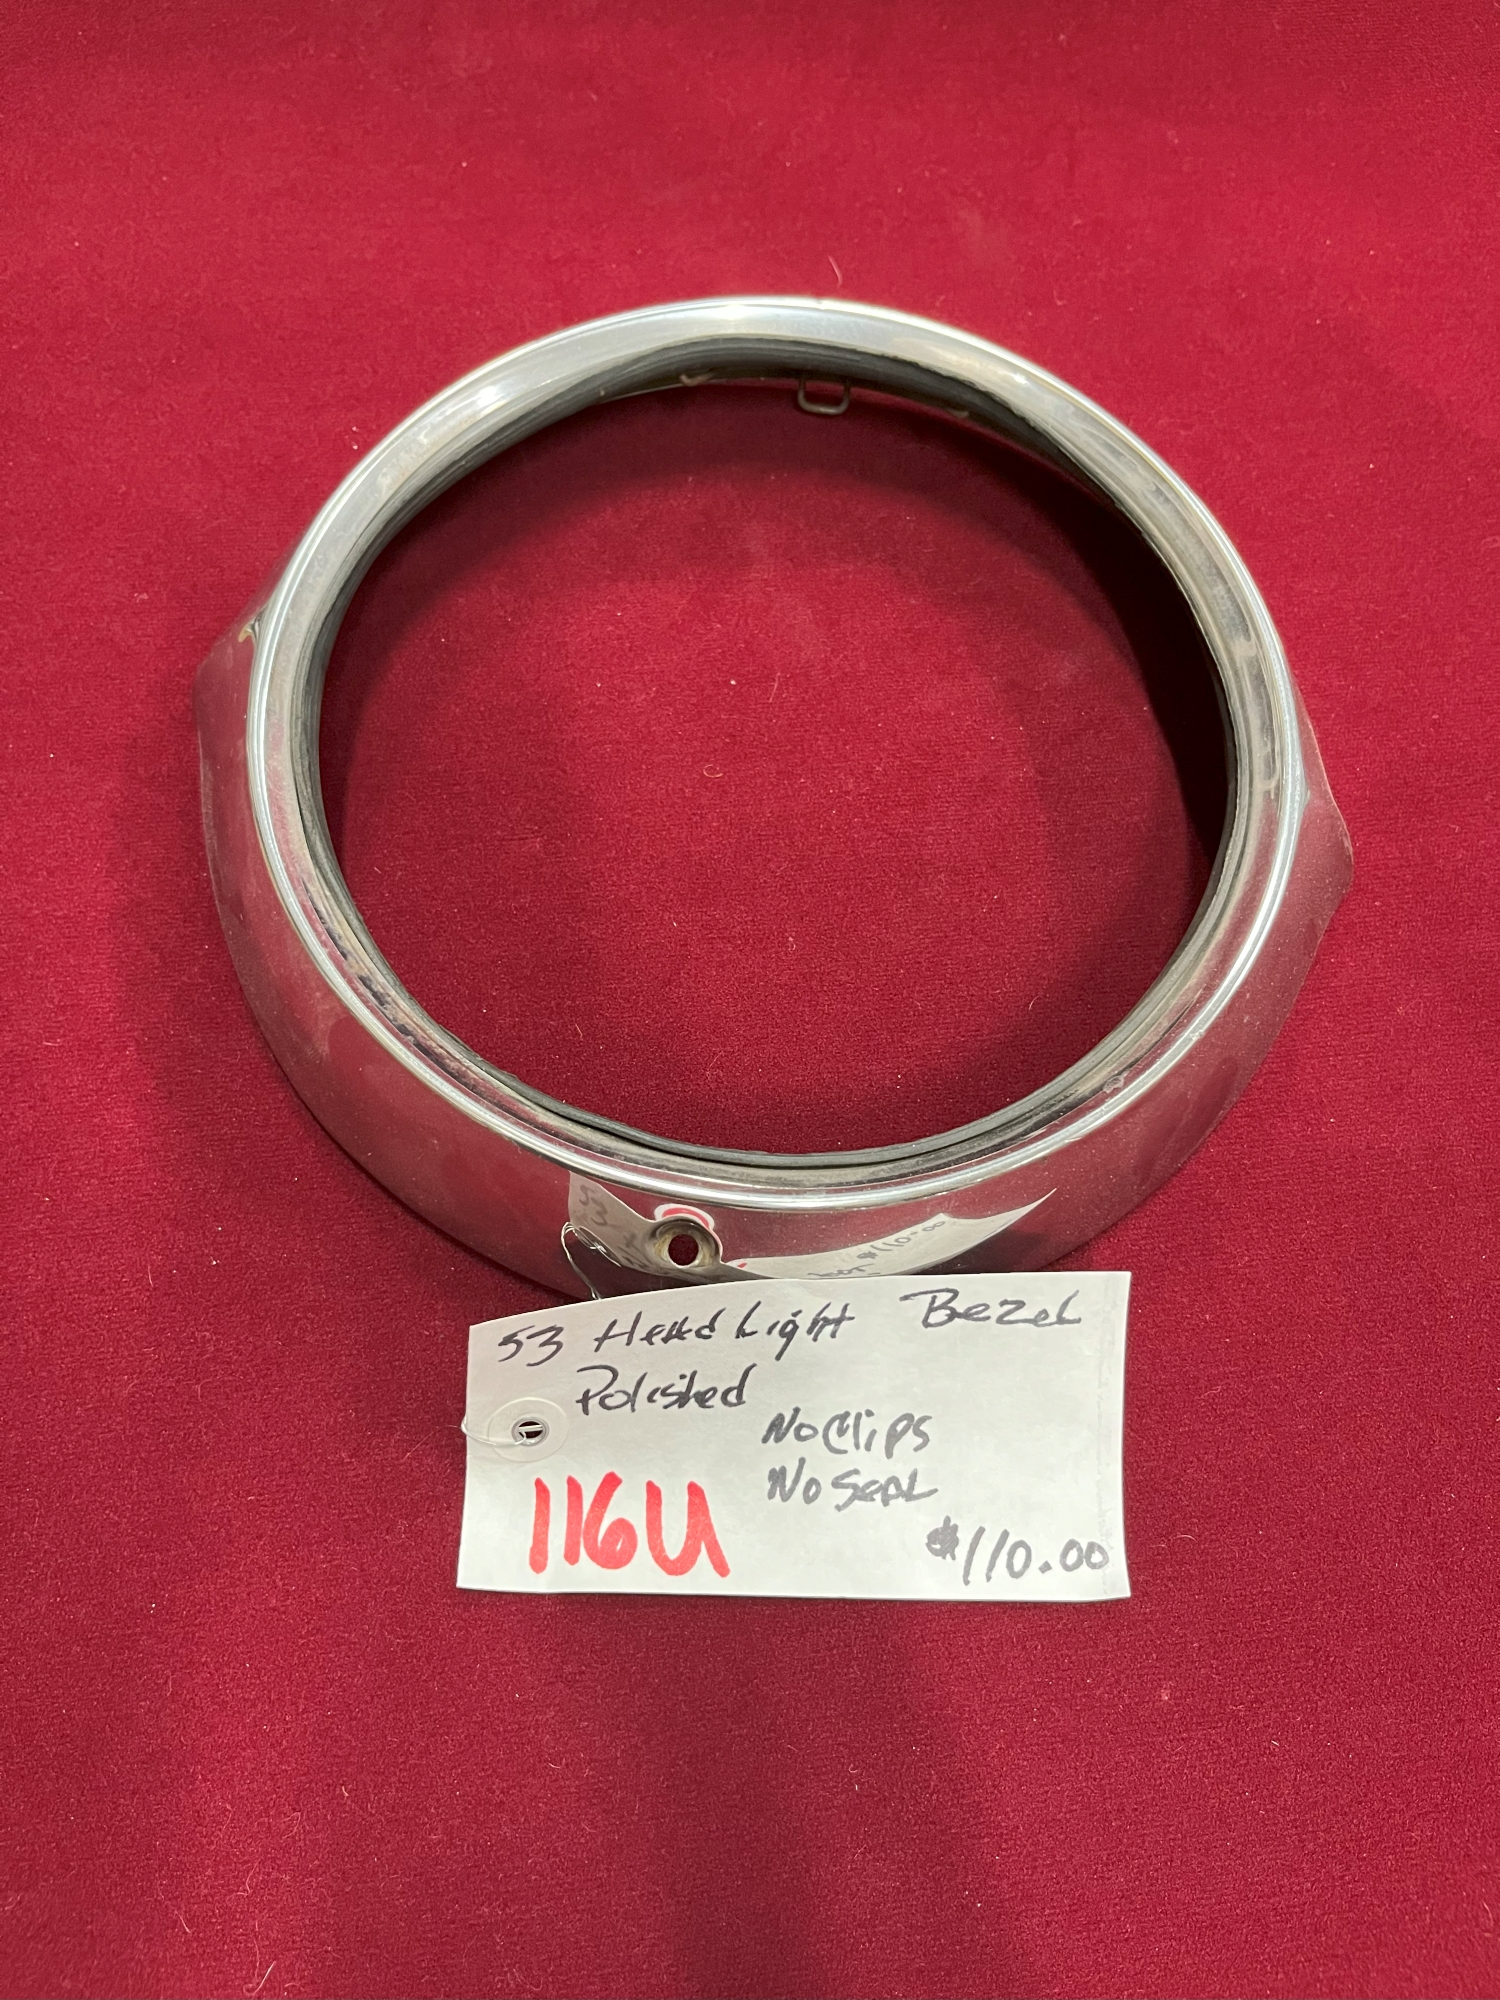 53 Head Light Bezel
Polished
No Clips
No Seal
116U
$110.00